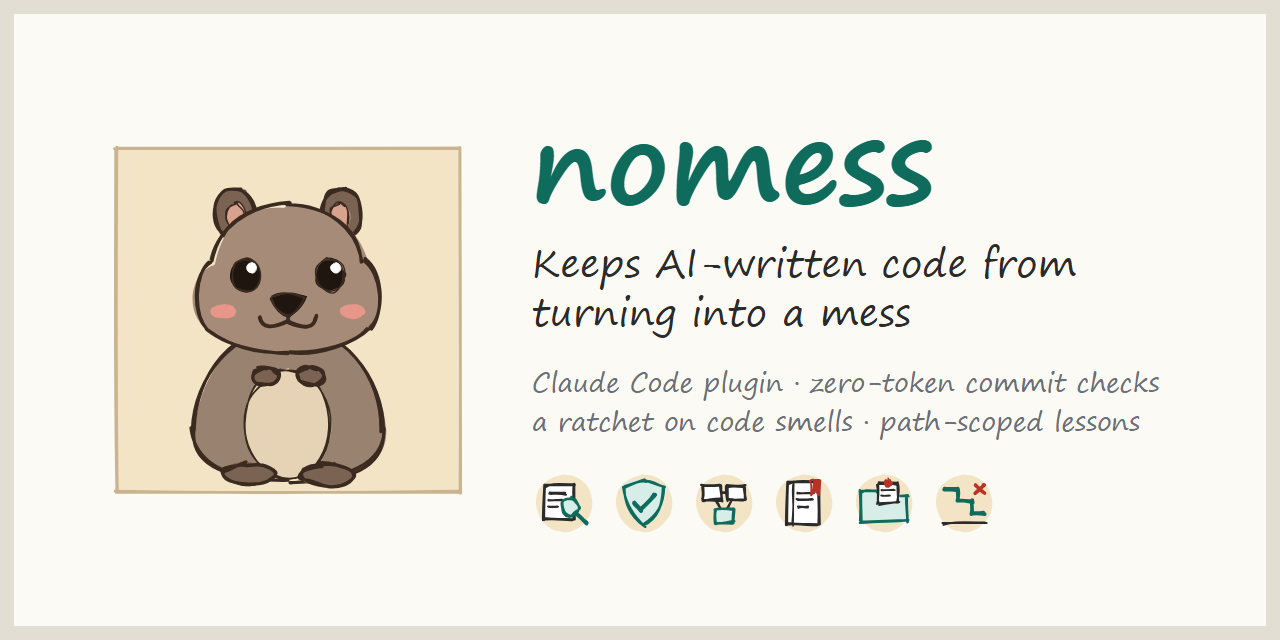 nomess
Keeps AI-written code from
turning into a mess
Claude Code plugin · zero-token commit checks
a ratchet on code smells · path-scoped lessons